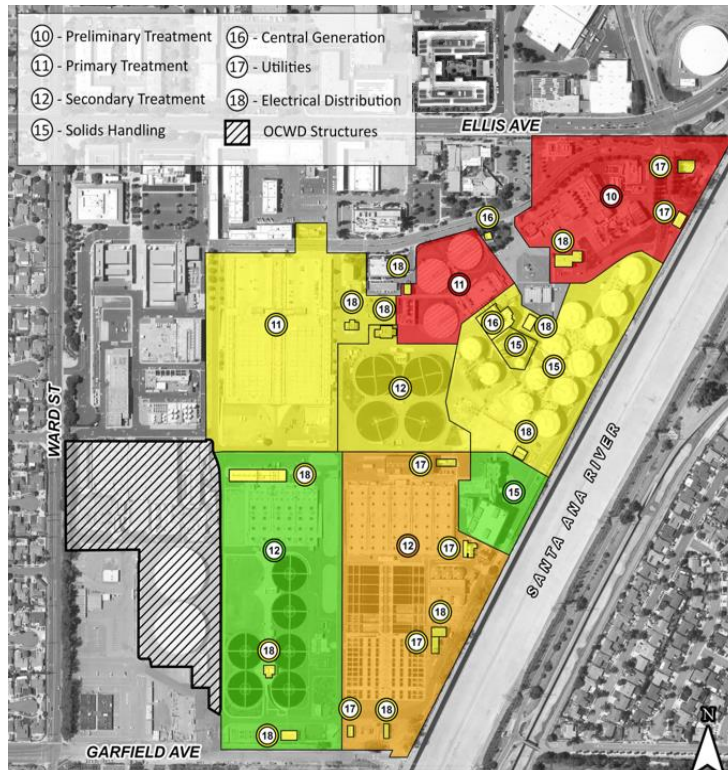 10 - Preliminary Treatment
11 - Primary Treatment
12 - Secondary Treatment
15 - Solids Handling
16 - Central Generation
17 - Utilities
18 - Electrical Distribution
OCWD Structures
ELLIS AVE
17
10
17
16
18
18
11
18
18
11
16
18
15
15
12
18
17
18
15
12
12
17
18
17
18
17
18
18
WARD ST
SANTA ANA RIVER
GARFIELD AVE
N